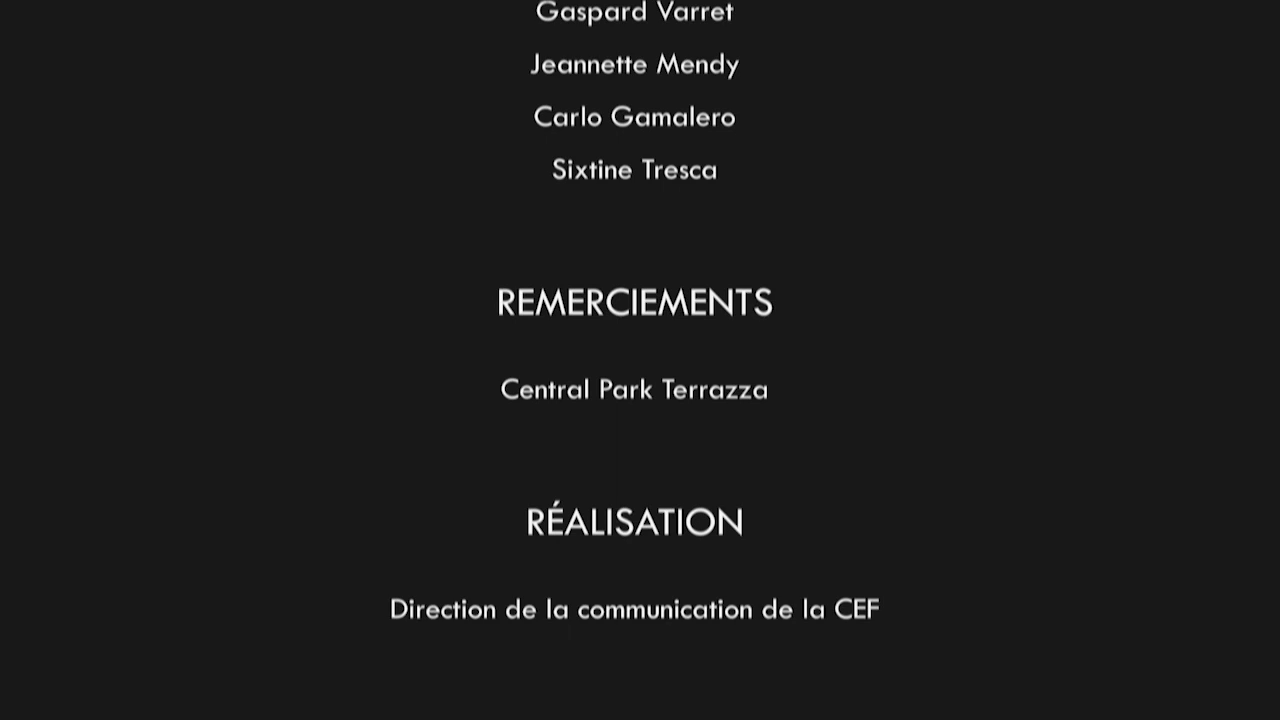 Gaspard Varret
Jeannette Mendy
Carlo Gamalero
Sixtine Tresca
REMERCIEMENTS
Central Park Terrazza
RÉALISATION
Direction de la communication de la CEF